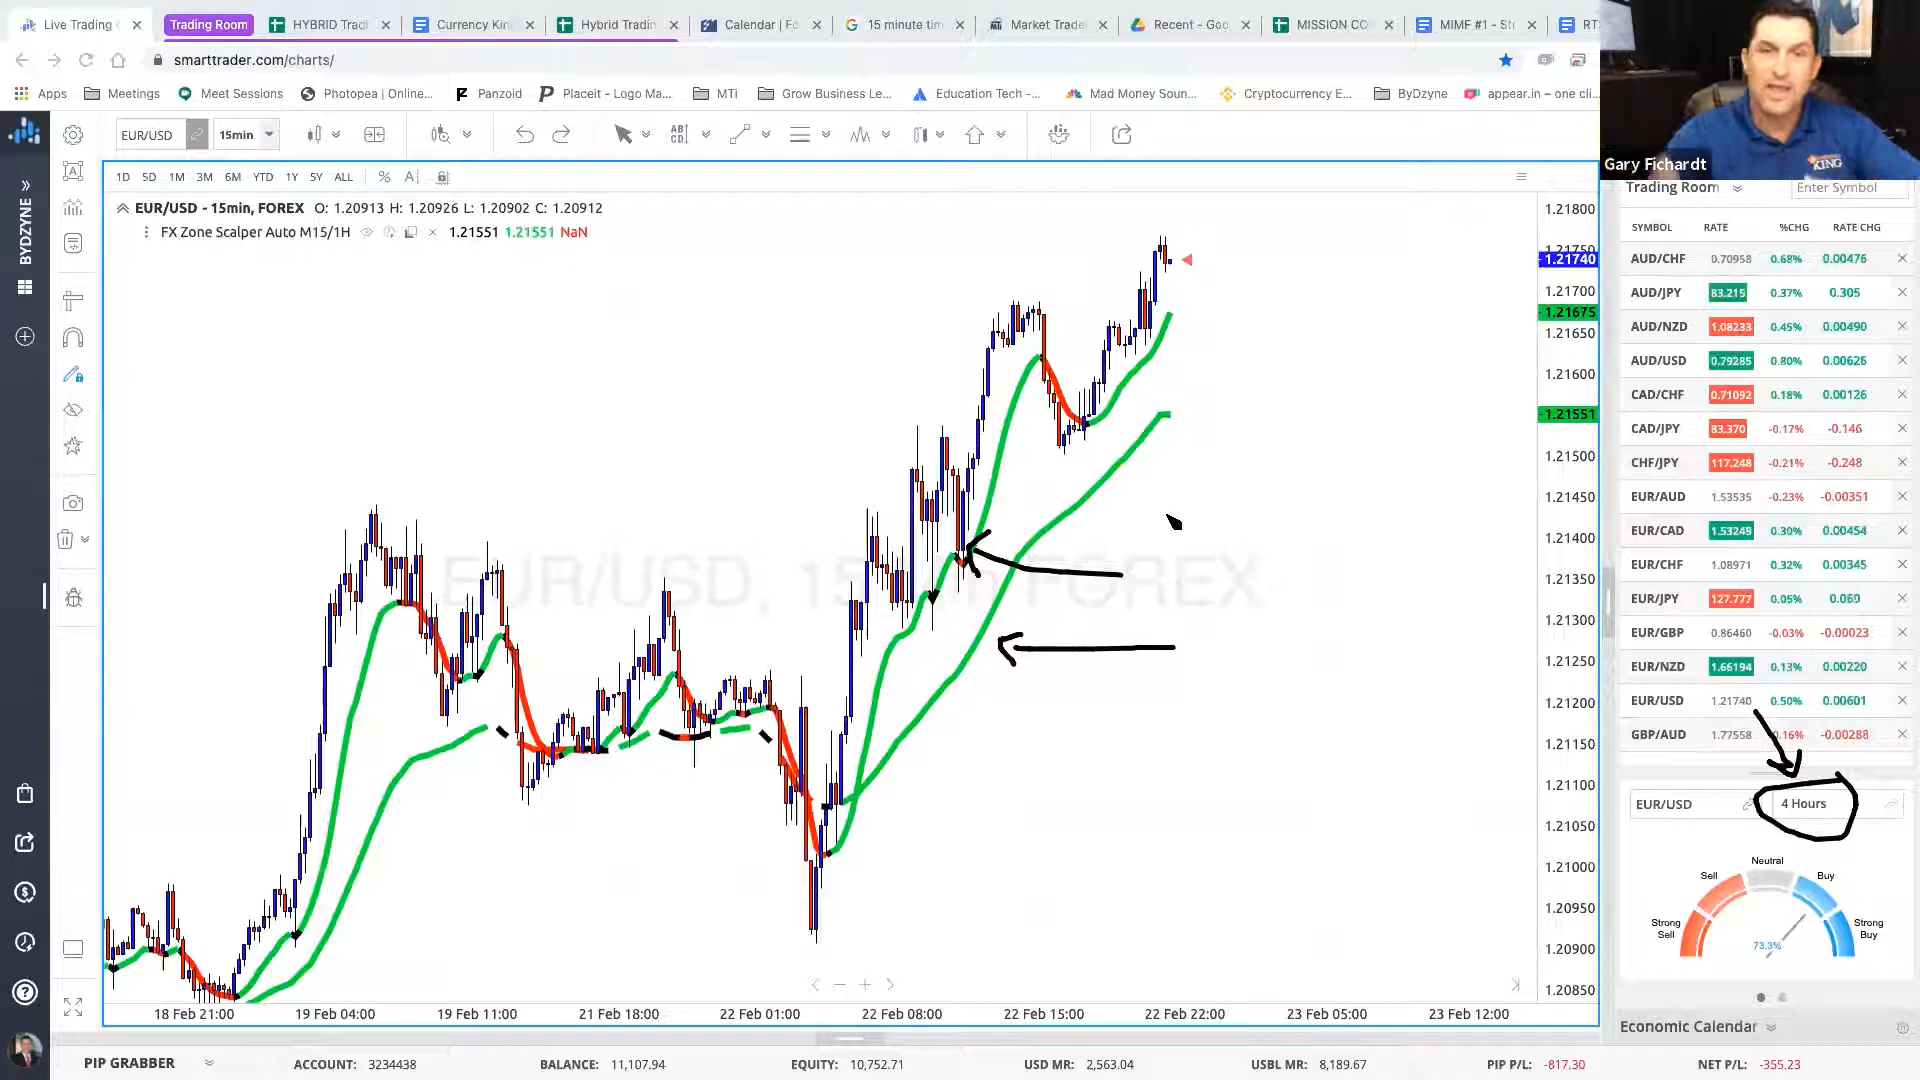 Live Trading
Trading Room
HYBRID Tradi
Currency King
Hybrid Tradin
Calendar | Fo
15 minute tim
Market Trade
Recent - Goo
MISSION CO
MIMF #1 - St
RT
smarttrader.com/charts/
Apps
Meetings
Meet Sessions
Photopea | Online...
Panzoid
Placeit - Logo Ma...
MTi
Grow Business Le...
Education Tech -...
Mad Money Soun...
Cryptocurrency E...
ByDzyne
appear.in – one cli...
KING
Gary Fichardt
EUR/USD
15min
ABCD
1D 5D 1M 3M 6M YTD 1Y 5Y ALL %
EUR/USD - 15min, FOREX O: 1.20913 H: 1.20926 L: 1.20902 C: 1.20912
FX Zone Scalper Auto M15/1H 1.21551 1.21551 NaN
BYDZYNE
EUR/USD, 15minFOREX
1.21800
1.21750
1.21740
1.21700
1.21675
1.21650
1.21600
1.21551
1.21500
1.21450
1.21400
1.21350
1.21300
1.21250
1.21200
1.21150
1.21100
1.21050
1.21000
1.20950
1.20900
1.20850
18 Feb 21:00 19 Feb 04:00 19 Feb 11:00 21 Feb 18:00 22 Feb 01:00 22 Feb 08:00 22 Feb 15:00 22 Feb 22:00 23 Feb 05:00 23 Feb 12:00
Trading Room Enter Symbol
SYMBOL RATE %CHG RATE CHG
AUD/CHF 0.70958 0.68% 0.00476
AUD/JPY 83.215 0.37% 0.305
AUD/NZD 1.08233 0.45% 0.00490
AUD/USD 0.79285 0.80% 0.00626
CAD/CHF 0.71092 0.18% 0.00126
CAD/JPY 83.370 -0.17% -0.146
CHF/JPY 117.248 -0.21% -0.248
EUR/AUD 1.53535 -0.23% -0.00351
EUR/CAD 1.53249 0.30% 0.00454
EUR/CHF 1.08971 0.32% 0.00345
EUR/JPY 127.777 0.05% 0.069
EUR/GBP 0.86460 -0.03% -0.00023
EUR/NZD 1.66194 0.13% 0.00220
EUR/USD 1.21740 0.50% 0.00601
GBP/AUD 1.77558 0.16% -0.00288
EUR/USD 4 Hours
Neutral
Sell Buy
Strong Sell
Strong Buy
73.3%
Economic Calendar
PIP GRABBER ACCOUNT: 3234438 BALANCE: 11,107.94 EQUITY: 10,752.71 USD MR: 2,563.04 USBL MR: 8,189.67 PIP P/L: -817.30 NET P/L: -355.23